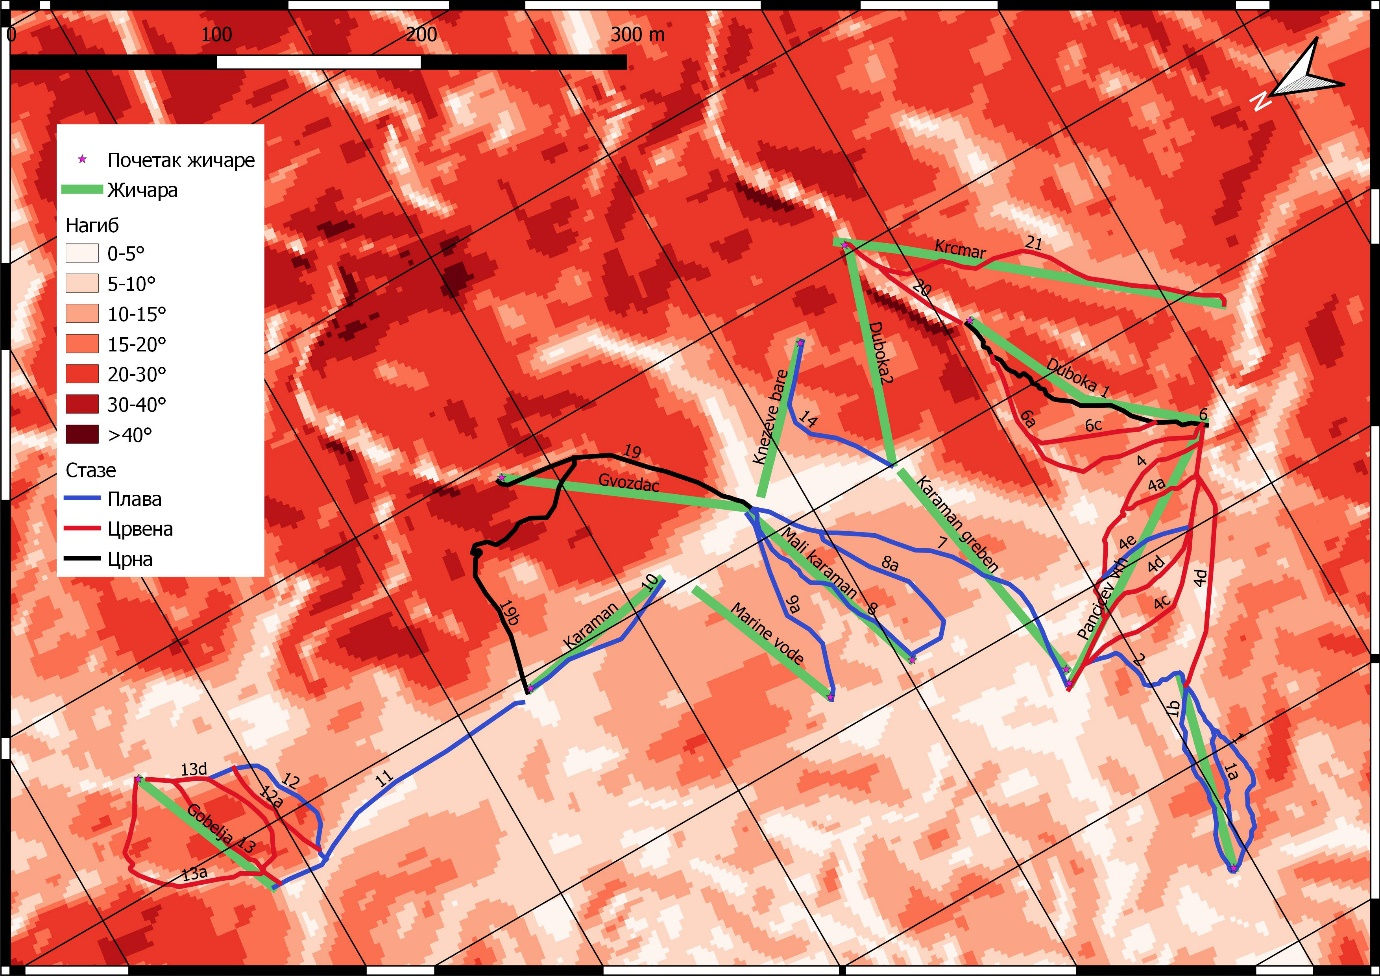 0 100 200 300 m
N
Почетак жичаре
Жичара
Нагиб
0-5°
5-10°
10-15°
15-20°
20-30°
30-40°
>40°
Стазе
Плава
Црвена
Црна
Krcmar
21
20
Duboka2
Duboka 1
6
6a
6c
Knezeve bare
14
4
4a
4e
4d
4c
4d
Pancicev vrh
19
Gvozdac
Karaman greben
7
Mali karaman
8a
8
9a
19b
10
Karaman
Marine vode
2
1b
1
1a
11
13d
12
12a
Gobelja 13
13a